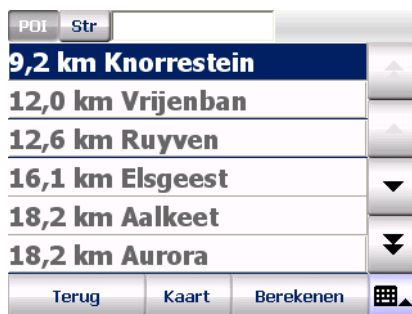 POI Str
9,2 km Knorrestein
12,0 km Vrijenban
12,6 km Ruyven
16,1 km Elsgeest
18,2 km Aalkeet
18,2 km Aurora
Terug Kaart Berekenen